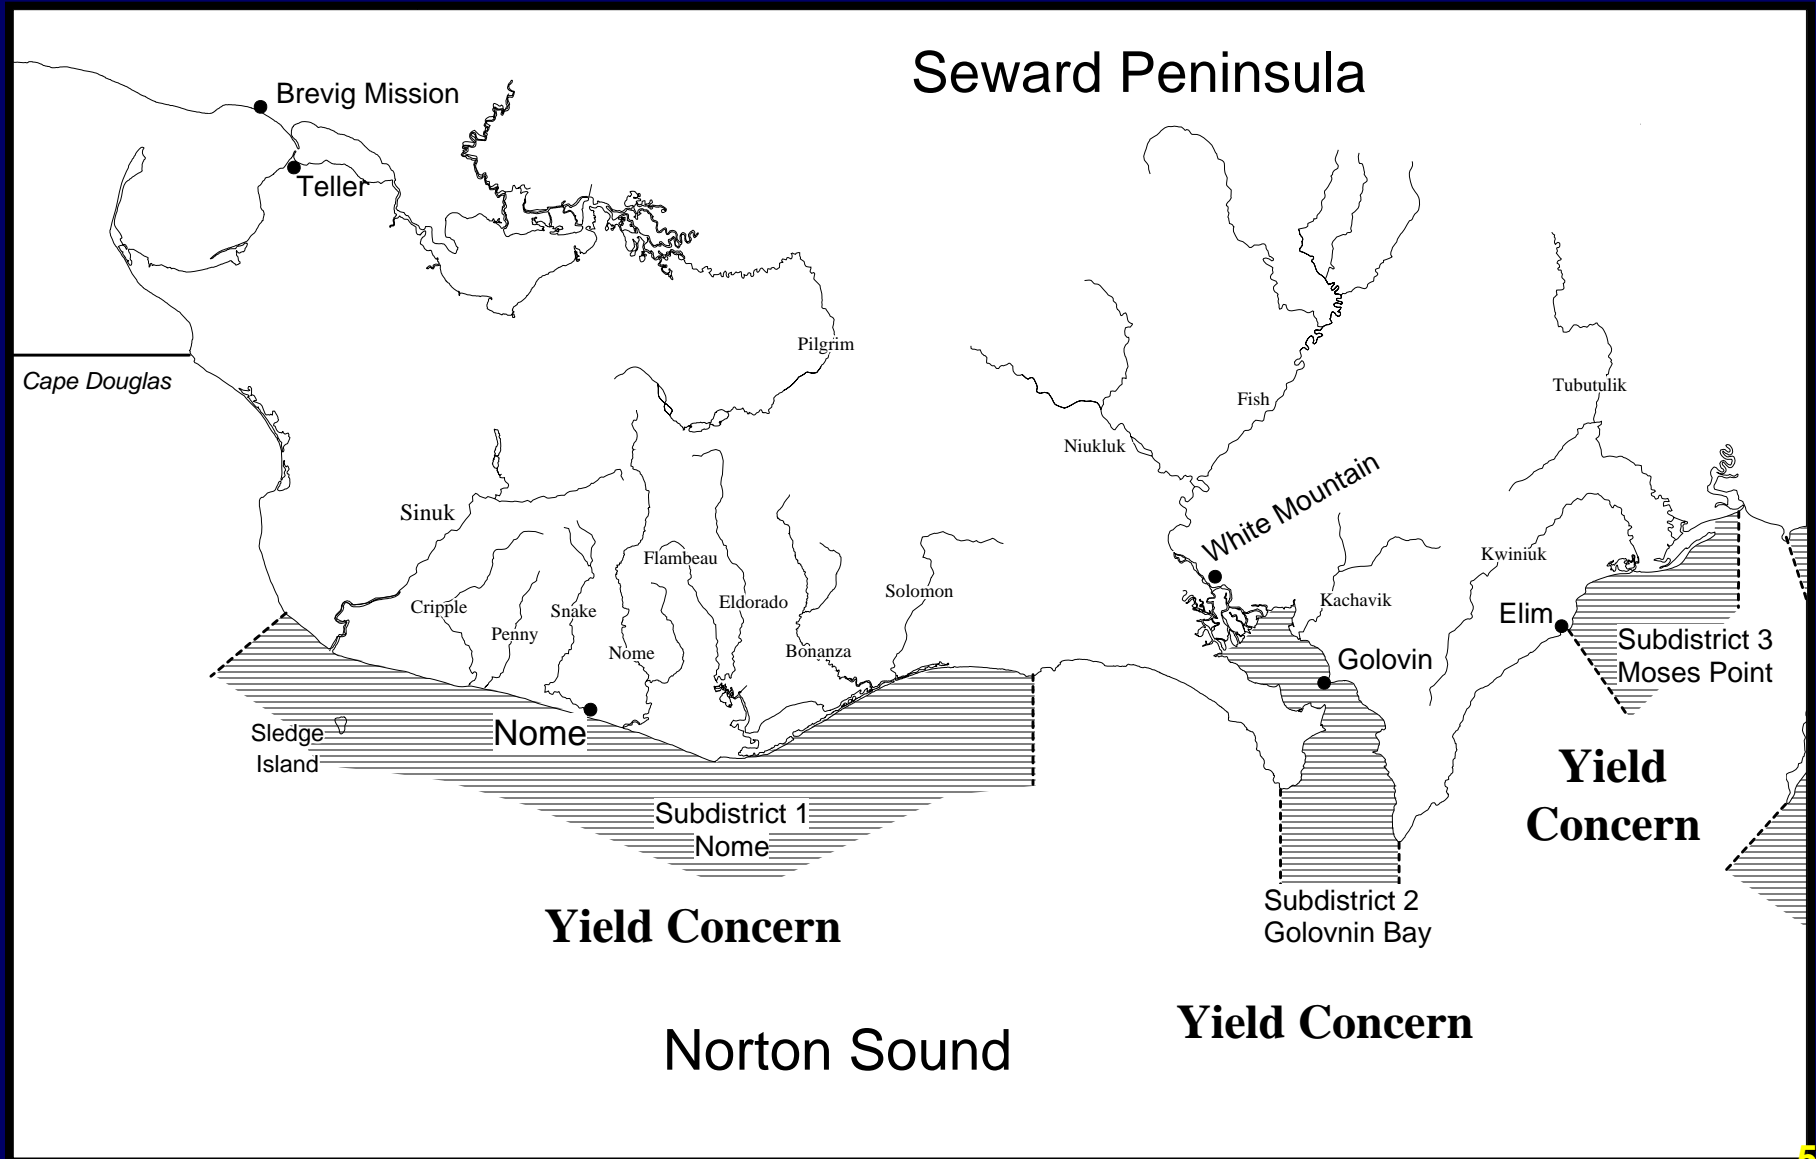 Seward Peninsula
Brevig Mission
Teller
Pilgrim
Cape Douglas
Fish
Tubutulik
Niukluk
White Mountain
Sinuk
Flambeau
Kwiniuk
Cripple
Snake
Eldorado
Solomon
Kachavik
Elim
Penny
Nome
Bonanza
Golovin
Subdistrict 3
Moses Point
Sledge
Island
Nome
Yield
Concern
Subdistrict 1
Nome
Subdistrict 2
Golovnin Bay
Yield Concern
Yield Concern
Norton Sound
5